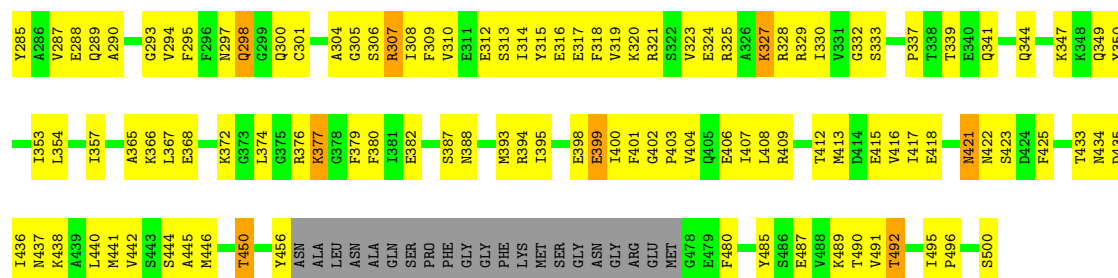 Y285 A286 V287 E288 Q289 A290 G293 V294 F295 F296 N297 Q298 G299 Q300 C301 A304 G305 S306 R307 I308 F309 V310 E311 E312 S313 I314 Y315 E316 E317 F318 V319 K320 R321 S322 V323 E324 R325 A326 K327 R328 R329 I330 V331 G332 S333 P337 T338 T339 E340 Q341 Q344 K347 K348 Q349 Y350
I353 L354 I357 A365 K366 L367 E368 K372 G373 L374 G375 R376 K377 G378 F379 F380 I381 E382 S387 N388 M393 R394 I395 E398 E399 I400 F401 G402 P403 V404 Q405 E406 I407 L408 R409 T412 M413 D414 E415 V416 I417 E418 N421 N422 S423 D424 F425 T433 N434 D435
I436 N437 K438 A439 L440 M441 V442 S443 S444 A445 M446 T450 Y456 ASN ALA LEU ASN ALA GLN SER PRO PHE GLY GLY PHE LYS MET SER GLY ASN GLY ARG GLU MET G478 E479 F480 Y485 S486 E487 V488 K489 T490 V491 T492 I495 P496 S500